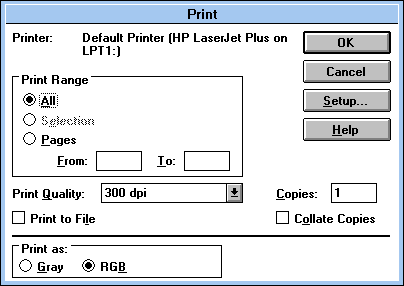 Print
Printer: Default Printer (HP LaserJet Plus on
LPT1:)
OK
Cancel
Setup...
Help
Print Range
All
Selection
Pages
From: To:
Print Quality: 300 dpi
Copies: 1
Print to File
Collate Copies
Print as:
Gray RGB